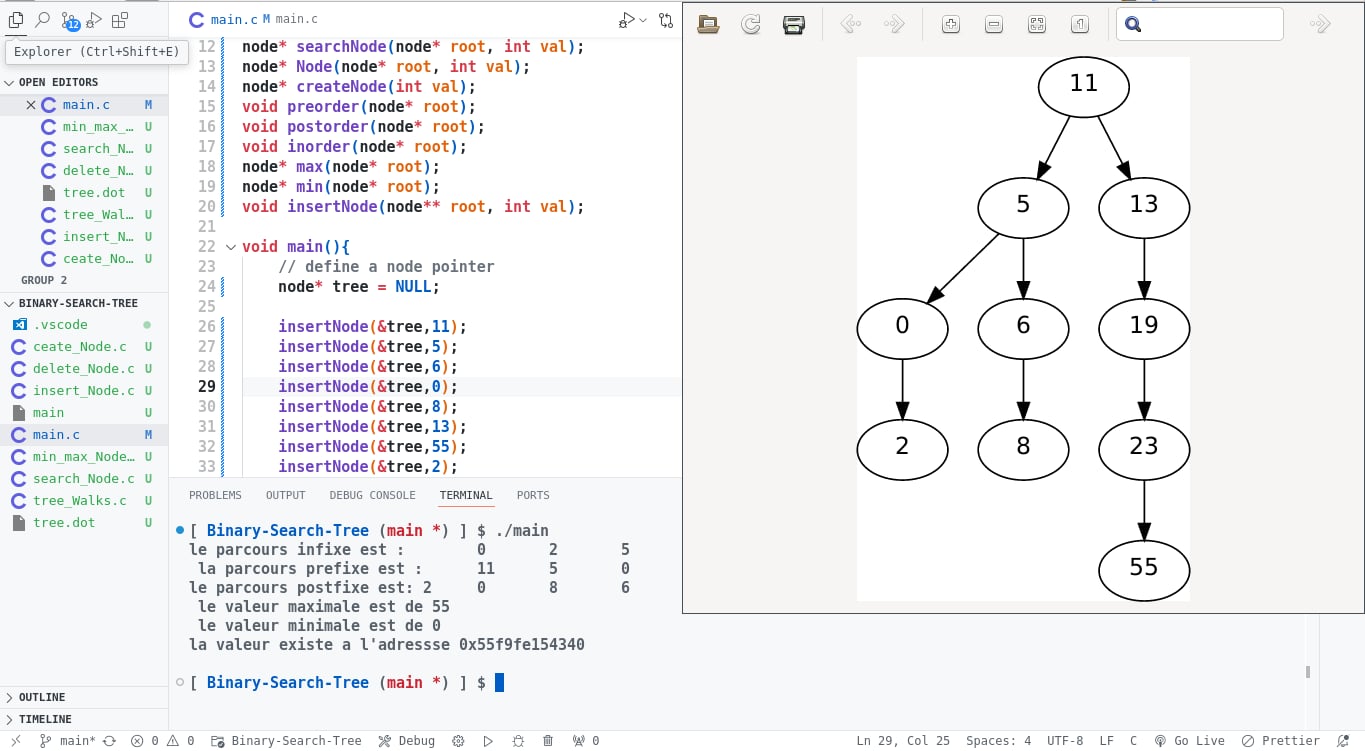 main.c M main.c
Explorer (Ctrl+Shift+E)
12
OPEN EDITORS
main.c M
min_max_… U
search_N… U
delete_N… U
tree.dot U
tree_Wal… U
insert_N… U
ceate_No… U
GROUP 2
BINARY-SEARCH-TREE
.vscode
ceate_Node.c U
delete_Node.c U
insert_Node.c U
main U
main.c M
min_max_Node… U
search_Node.c U
tree_Walks.c U
tree.dot U
OUTLINE
TIMELINE
12 node* searchNode(node* root, int val);
13 node* Node(node* root, int val);
14 node* createNode(int val);
15 void preorder(node* root);
16 void postorder(node* root);
17 void inorder(node* root);
18 node* max(node* root);
19 node* min(node* root);
20 void insertNode(node** root, int val);
21
22 void main(){
23 // define a node pointer
24 node* tree = NULL;
25
26 insertNode(&tree,11);
27 insertNode(&tree,5);
28 insertNode(&tree,6);
29 insertNode(&tree,0);
30 insertNode(&tree,8);
31 insertNode(&tree,13);
32 insertNode(&tree,55);
33 insertNode(&tree,2);
PROBLEMS OUTPUT DEBUG CONSOLE TERMINAL PORTS
[ Binary-Search-Tree (main *) ] $ ./main
le parcours infixe est : 0 2 5
la parcours prefixe est : 11 5 0
le parcours postfixe est: 2 0 8 6
le valeur maximale est de 55
le valeur minimale est de 0
la valeur existe a l'adressse 0x55f9fe154340
[ Binary-Search-Tree (main *) ] $
11
5 13
0 6 19
2 8 23
55
main* 0 0 Binary-Search-Tree Debug 0 Ln 29, Col 25 Spaces: 4 UTF-8 LF C Go Live Prettier